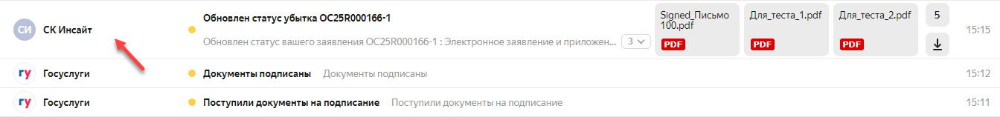 СИ СК Инсайт
Обновлен статус убытка ОС25R000166-1
Обновлен статус вашего заявления ОС25R000166-1 : Электронное заявление и приложен... 3
Signed_Письмо
100.pdf
PDF
Для_теста_1.pdf
PDF
Для_теста_2.pdf
PDF
5
15:15
гу Госуслуги Документы подписаны Документы подписаны 15:12
гу Госуслуги Поступили документы на подписание Поступили документы на подписание 15:11